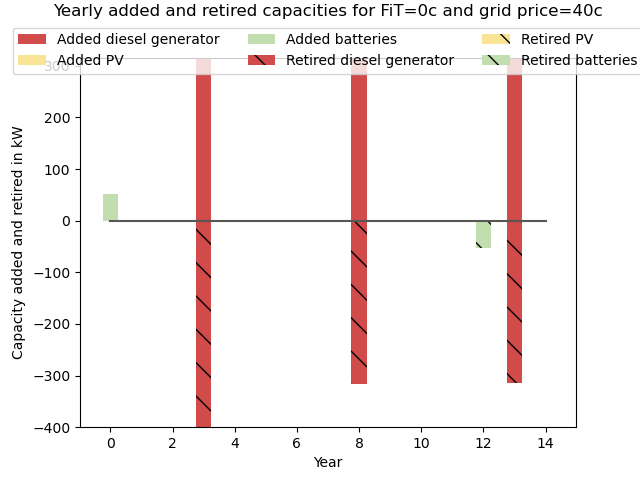 Yearly added and retired capacities for FiT=0c and grid price=40c
Added diesel generator
Added PV
Added batteries
Retired diesel generator
Retired PV
Retired batteries
Capacity added and retired in kW
300
200
100
0
−100
−200
−300
−400
0 2 4 6 8 10 12 14
Year